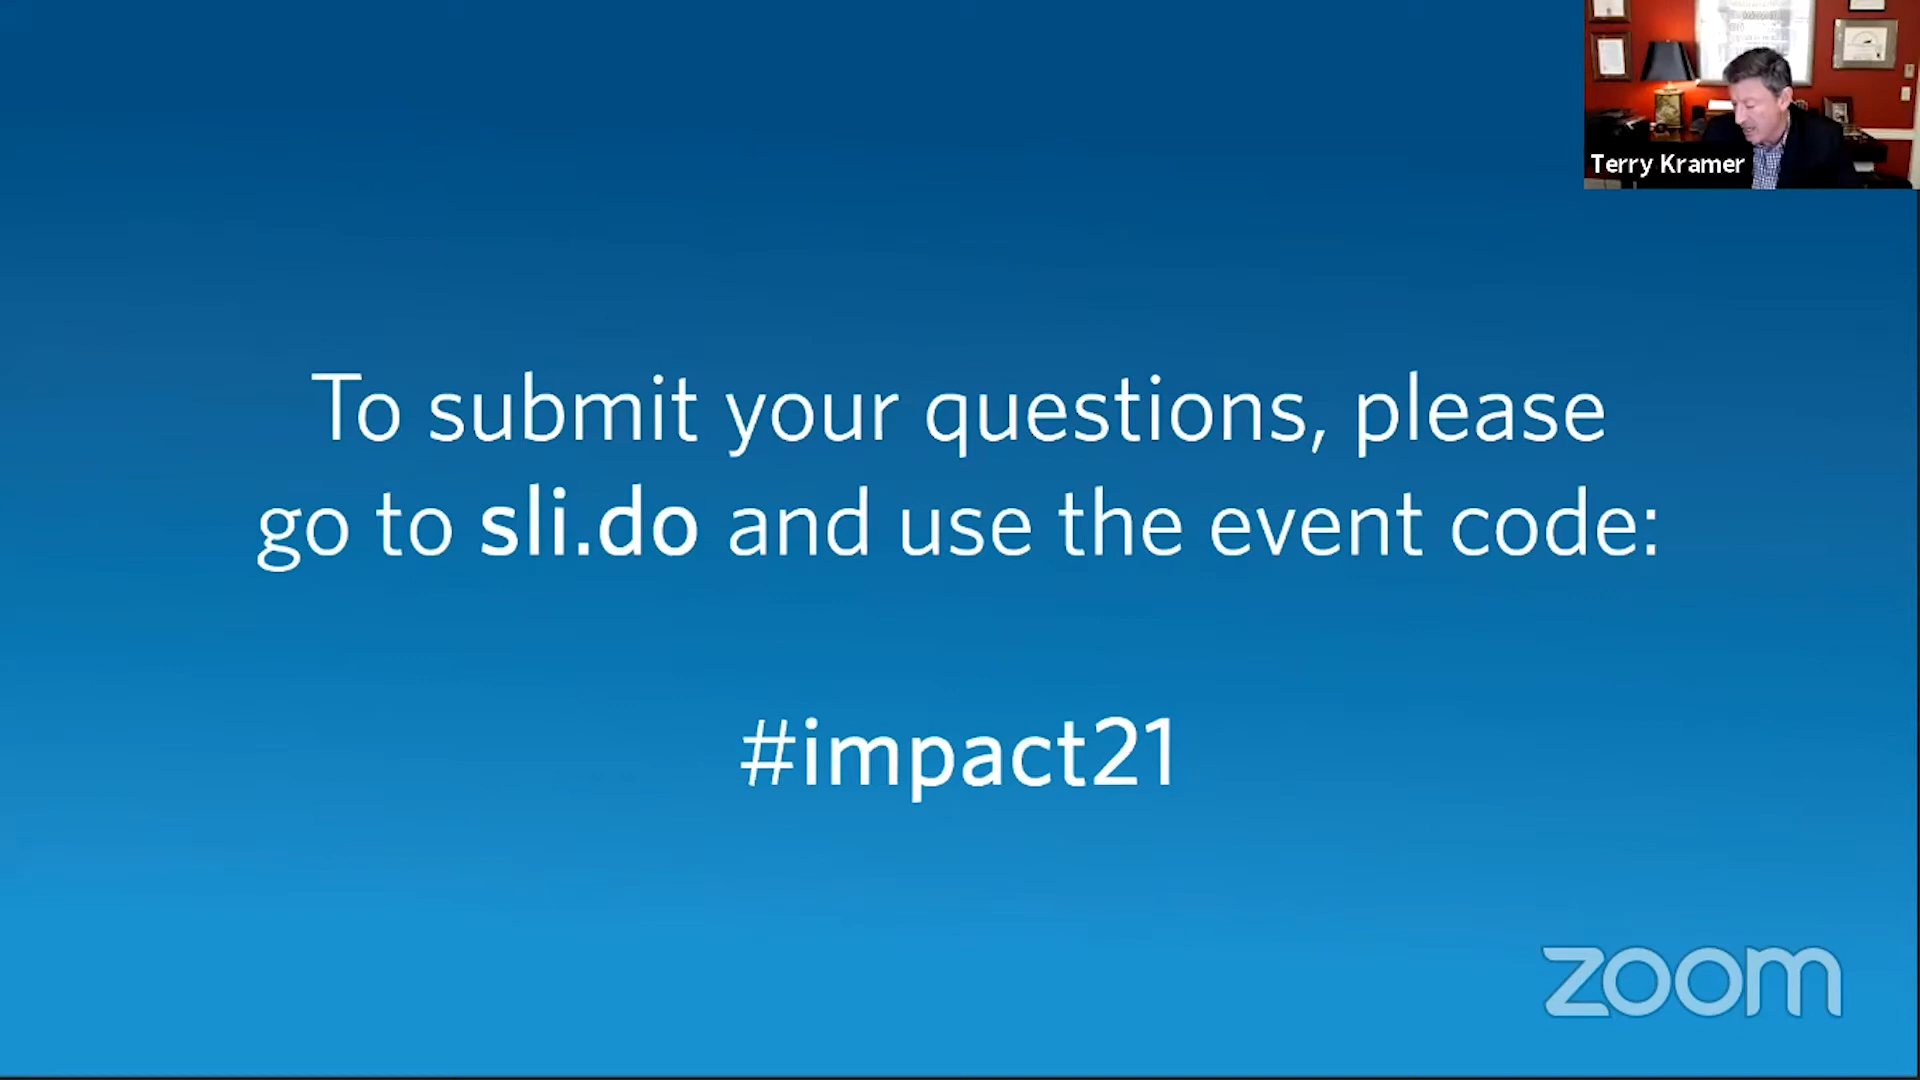 Terry Kramer
To submit your questions, please
go to sli.do and use the event code:
#impact21
zoom